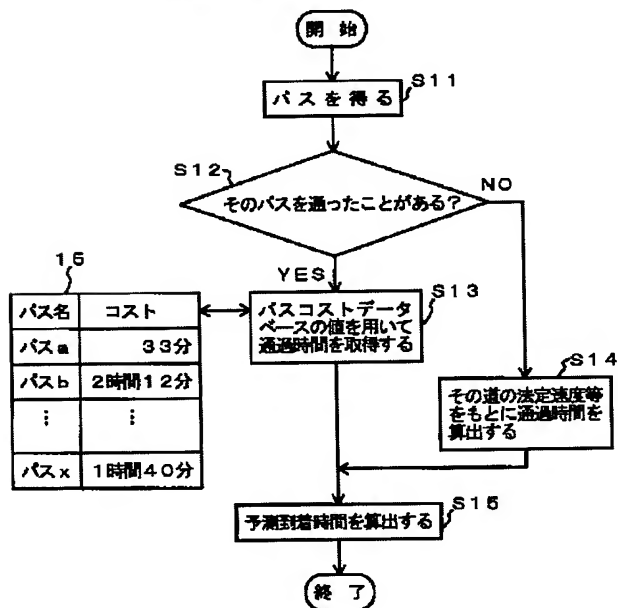 開 始
S11
パ ス を 得 る
S12
そのパスを通ったことがある?
NO
YES
15
パス名 コスト
パスa 33分
パスb 2時間12分
⋮ ⋮
パスx 1時間40分
S13
パスコストデータ
ベースの値を用いて
通過時間を取得する
S14
その道の法定速度等
をもとに通過時間を
算出する
S15
予測到着時間を算出する
終 了